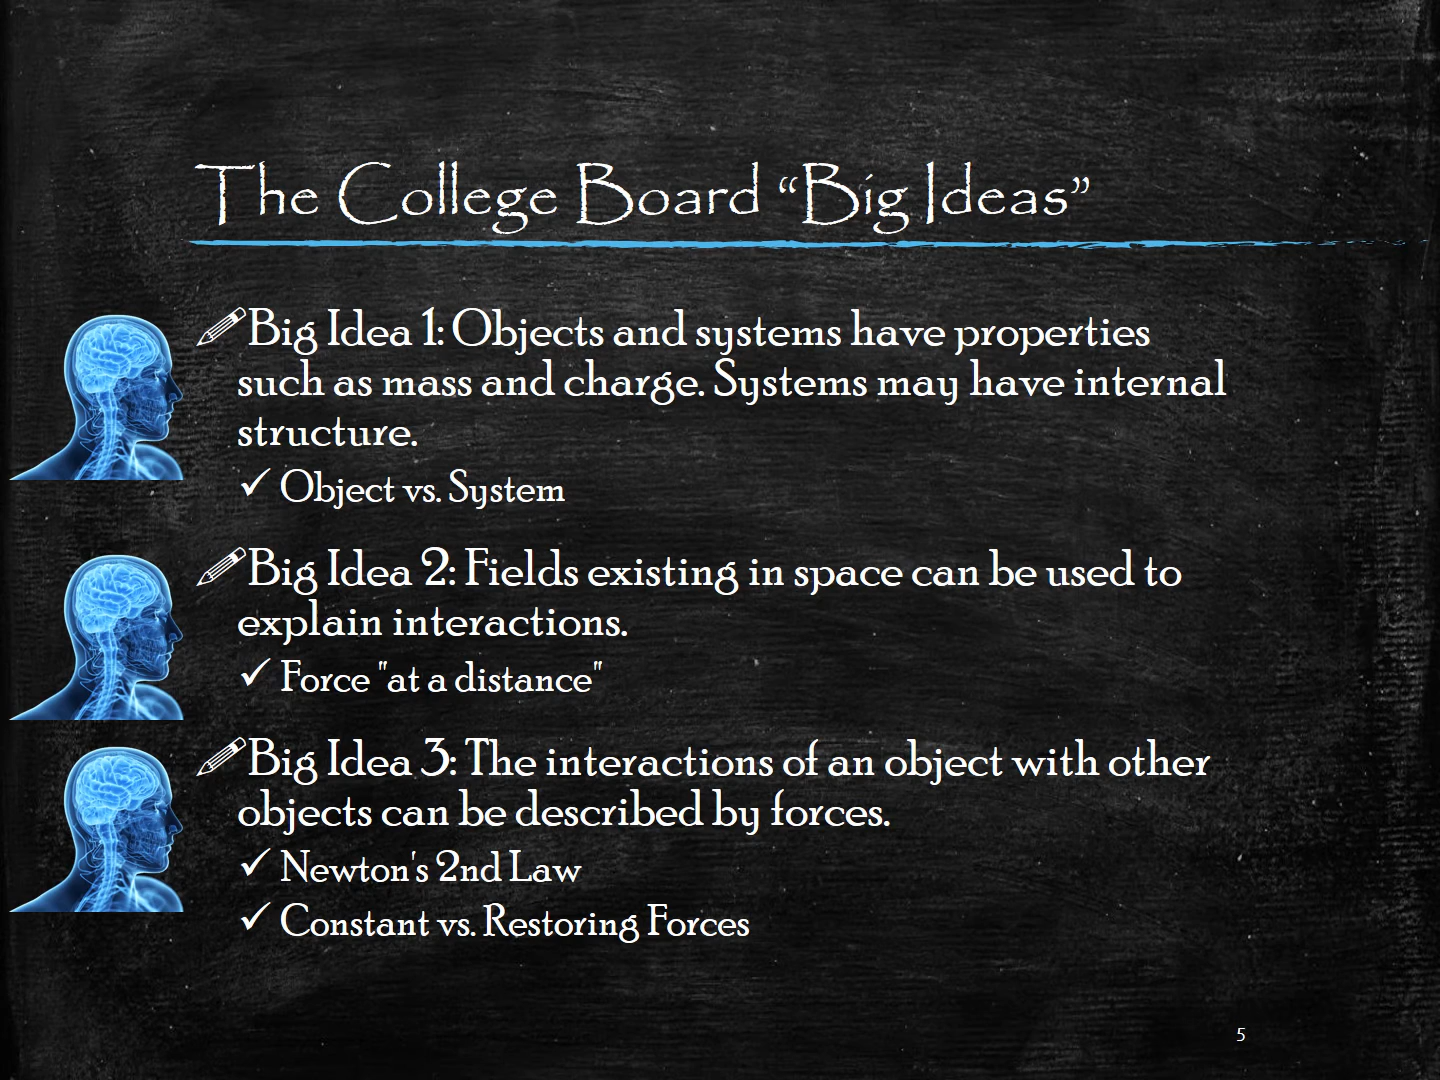 The College Board “Big Ideas”
Big Idea 1: Objects and systems have properties
such as mass and charge. Systems may have internal
structure.
✓ Object vs. System
Big Idea 2: Fields existing in space can be used to
explain interactions.
✓ Force "at a distance"
Big Idea 3: The interactions of an object with other
objects can be described by forces.
✓ Newton's 2nd Law
✓ Constant vs. Restoring Forces
5